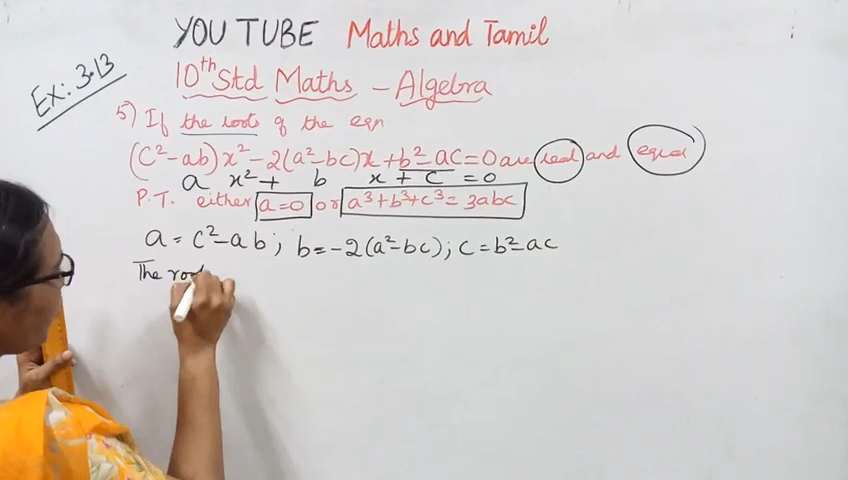 YOU TUBE Maths and Tamil
Ex: 3.13
10th Std Maths - Algebra
5) If the roots of the eqn
(c²-ab)x²-2(a²-bc)x+b²-ac=0 are real and equal
a x²+ b x + c =0
P.T. either a=0 or a³+b³+c³=3abc
a = c²-ab; b=-2(a²-bc); c=b²-ac
The roo